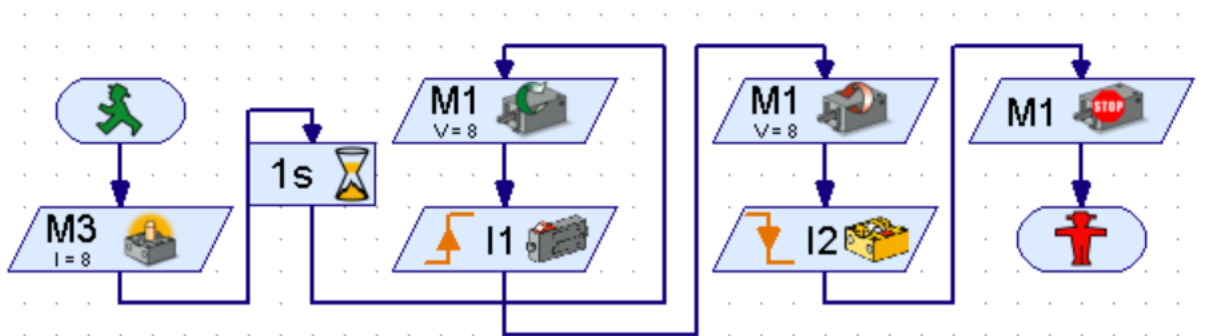 M3
I = 8
1s
M1
V = 8
I1
M1
V = 8
I2
M1
STOP